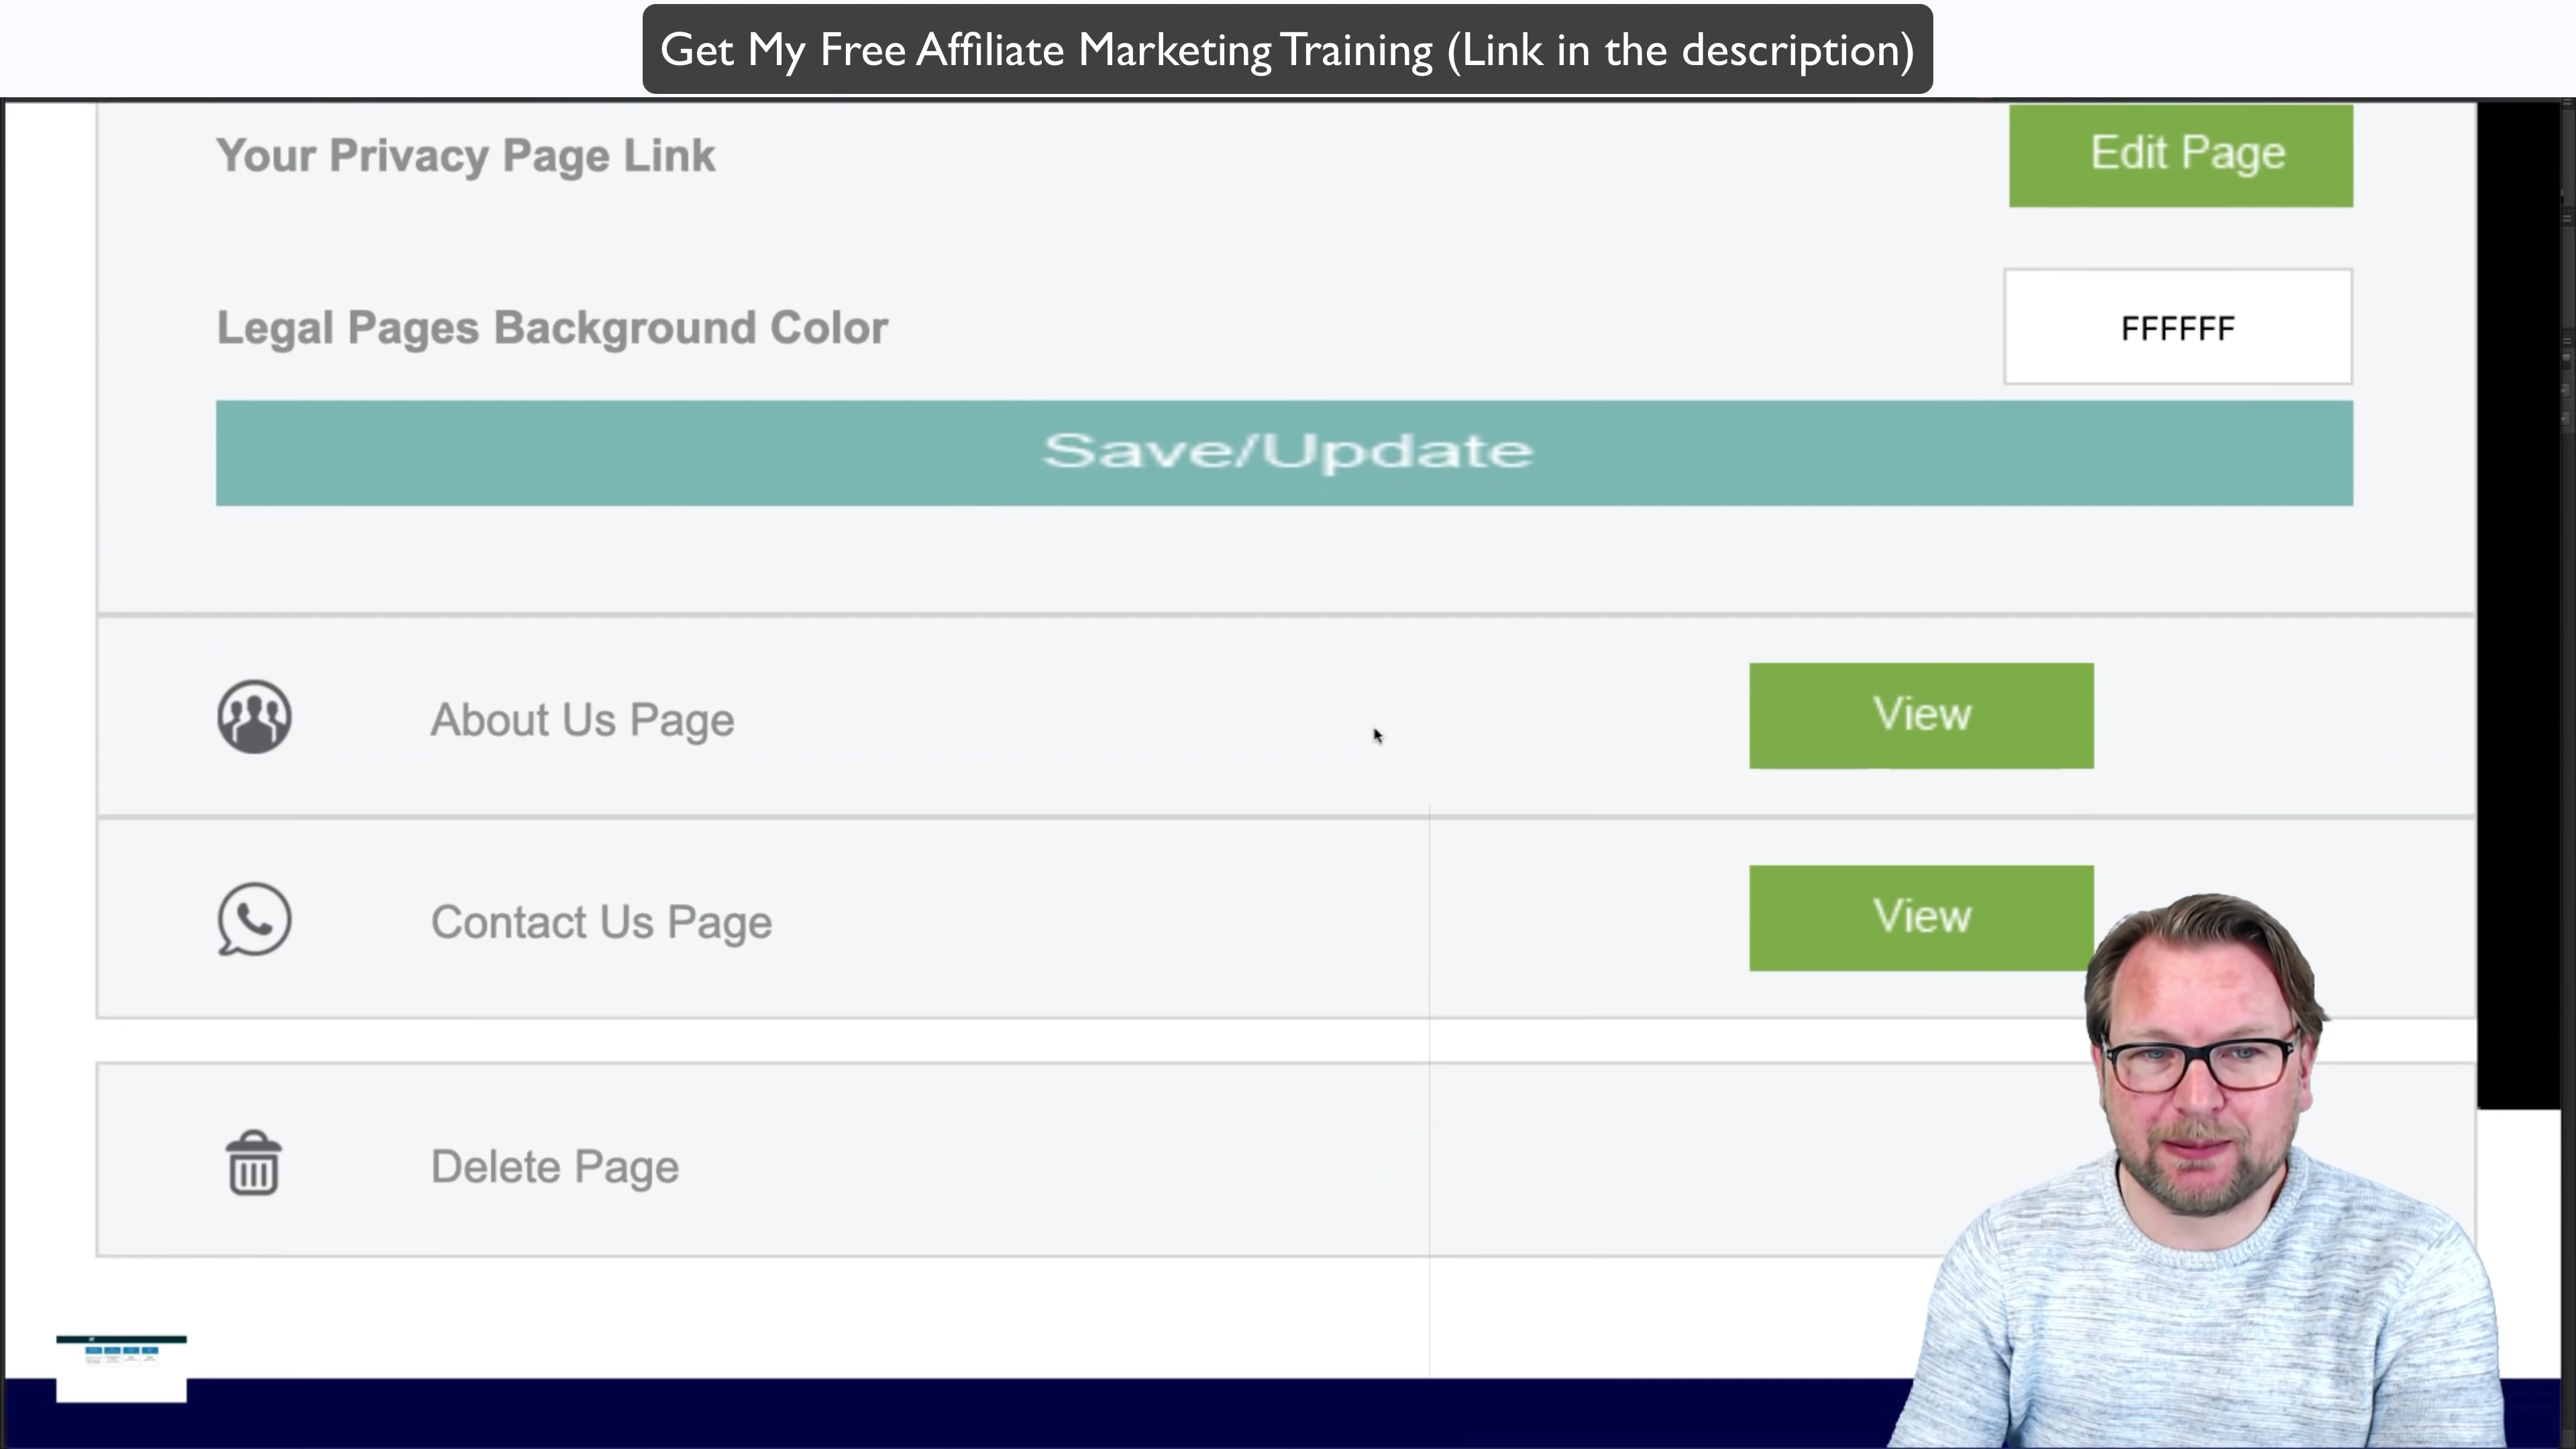 Get My Free Affiliate Marketing Training (Link in the description)
Your Privacy Page Link
Edit Page
Legal Pages Background Color
FFFFFF
Save/Update
About Us Page
View
Contact Us Page
View
Delete Page